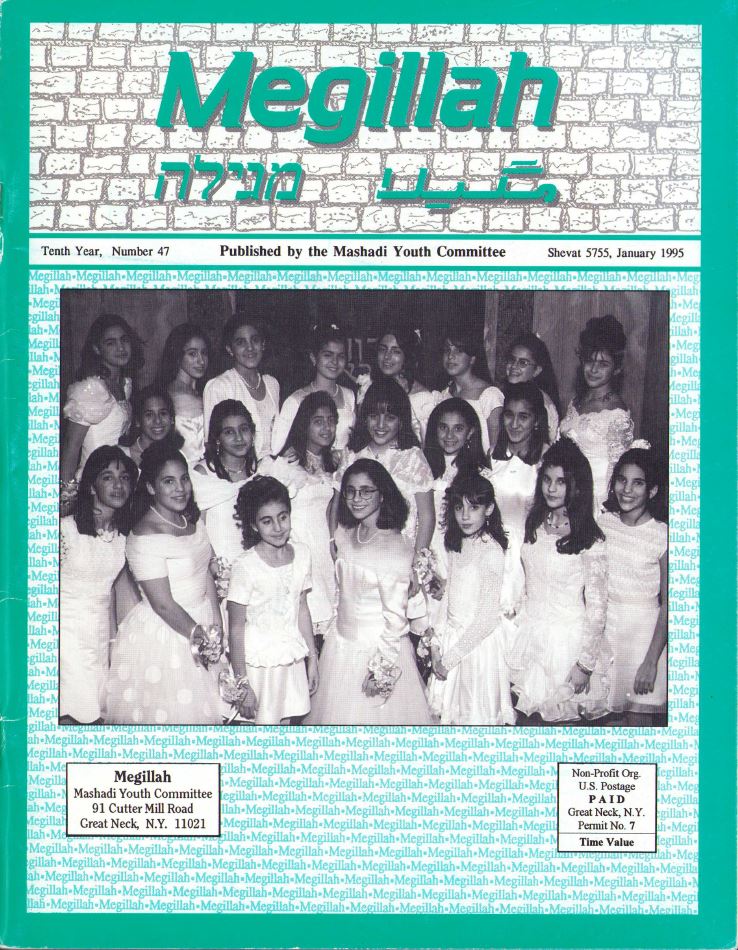 Megillah
מגילה مگیلا
Tenth Year, Number 47 Published by the Mashadi Youth Committee Shevat 5755, January 1995
Megillah
Mashadi Youth Committee
91 Cutter Mill Road
Great Neck, N.Y. 11021
Non-Profit Org.
U.S. Postage
PAID
Great Neck, N.Y.
Permit No. 7
Time Value